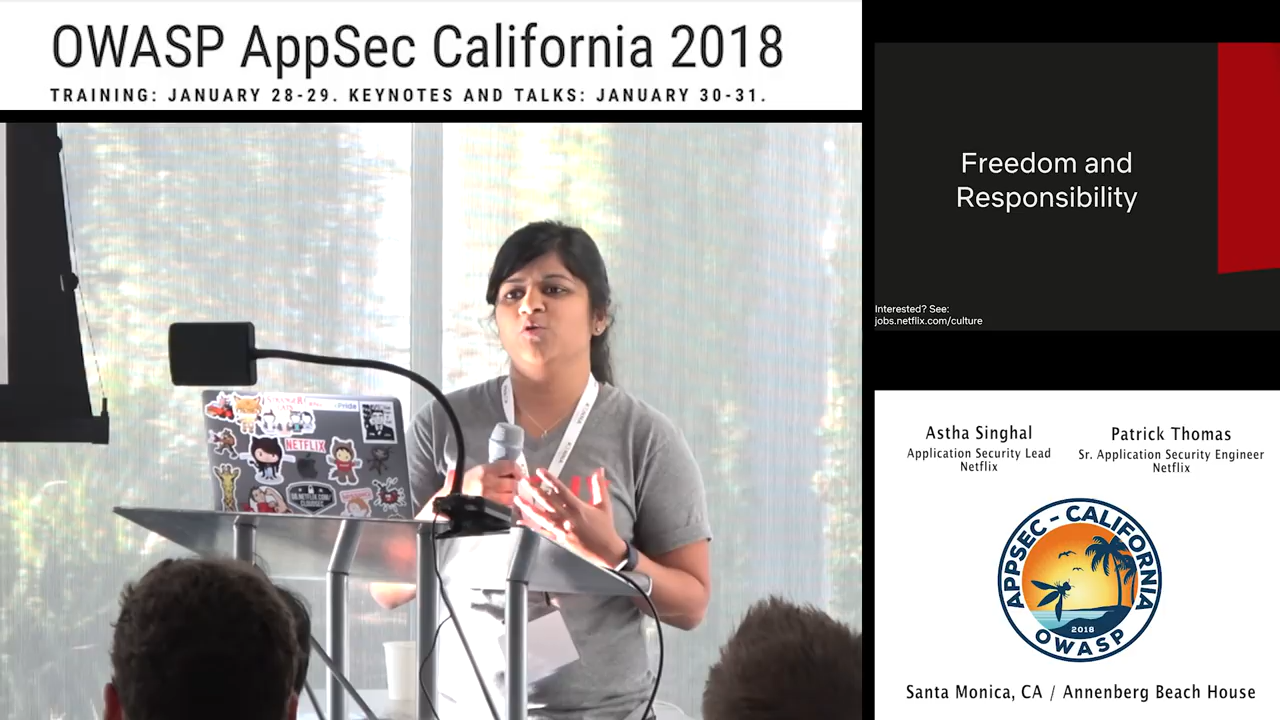 OWASP AppSec California 2018
TRAINING: JANUARY 28-29. KEYNOTES AND TALKS: JANUARY 30-31.
Freedom and
Responsibility
Interested? See:
jobs.netflix.com/culture
NETFLIX
Astha Singhal
Application Security Lead
Netflix
Patrick Thomas
Sr. Application Security Engineer
Netflix
APPSEC - CALIFORNIA
2018
OWASP
Santa Monica, CA / Annenberg Beach House